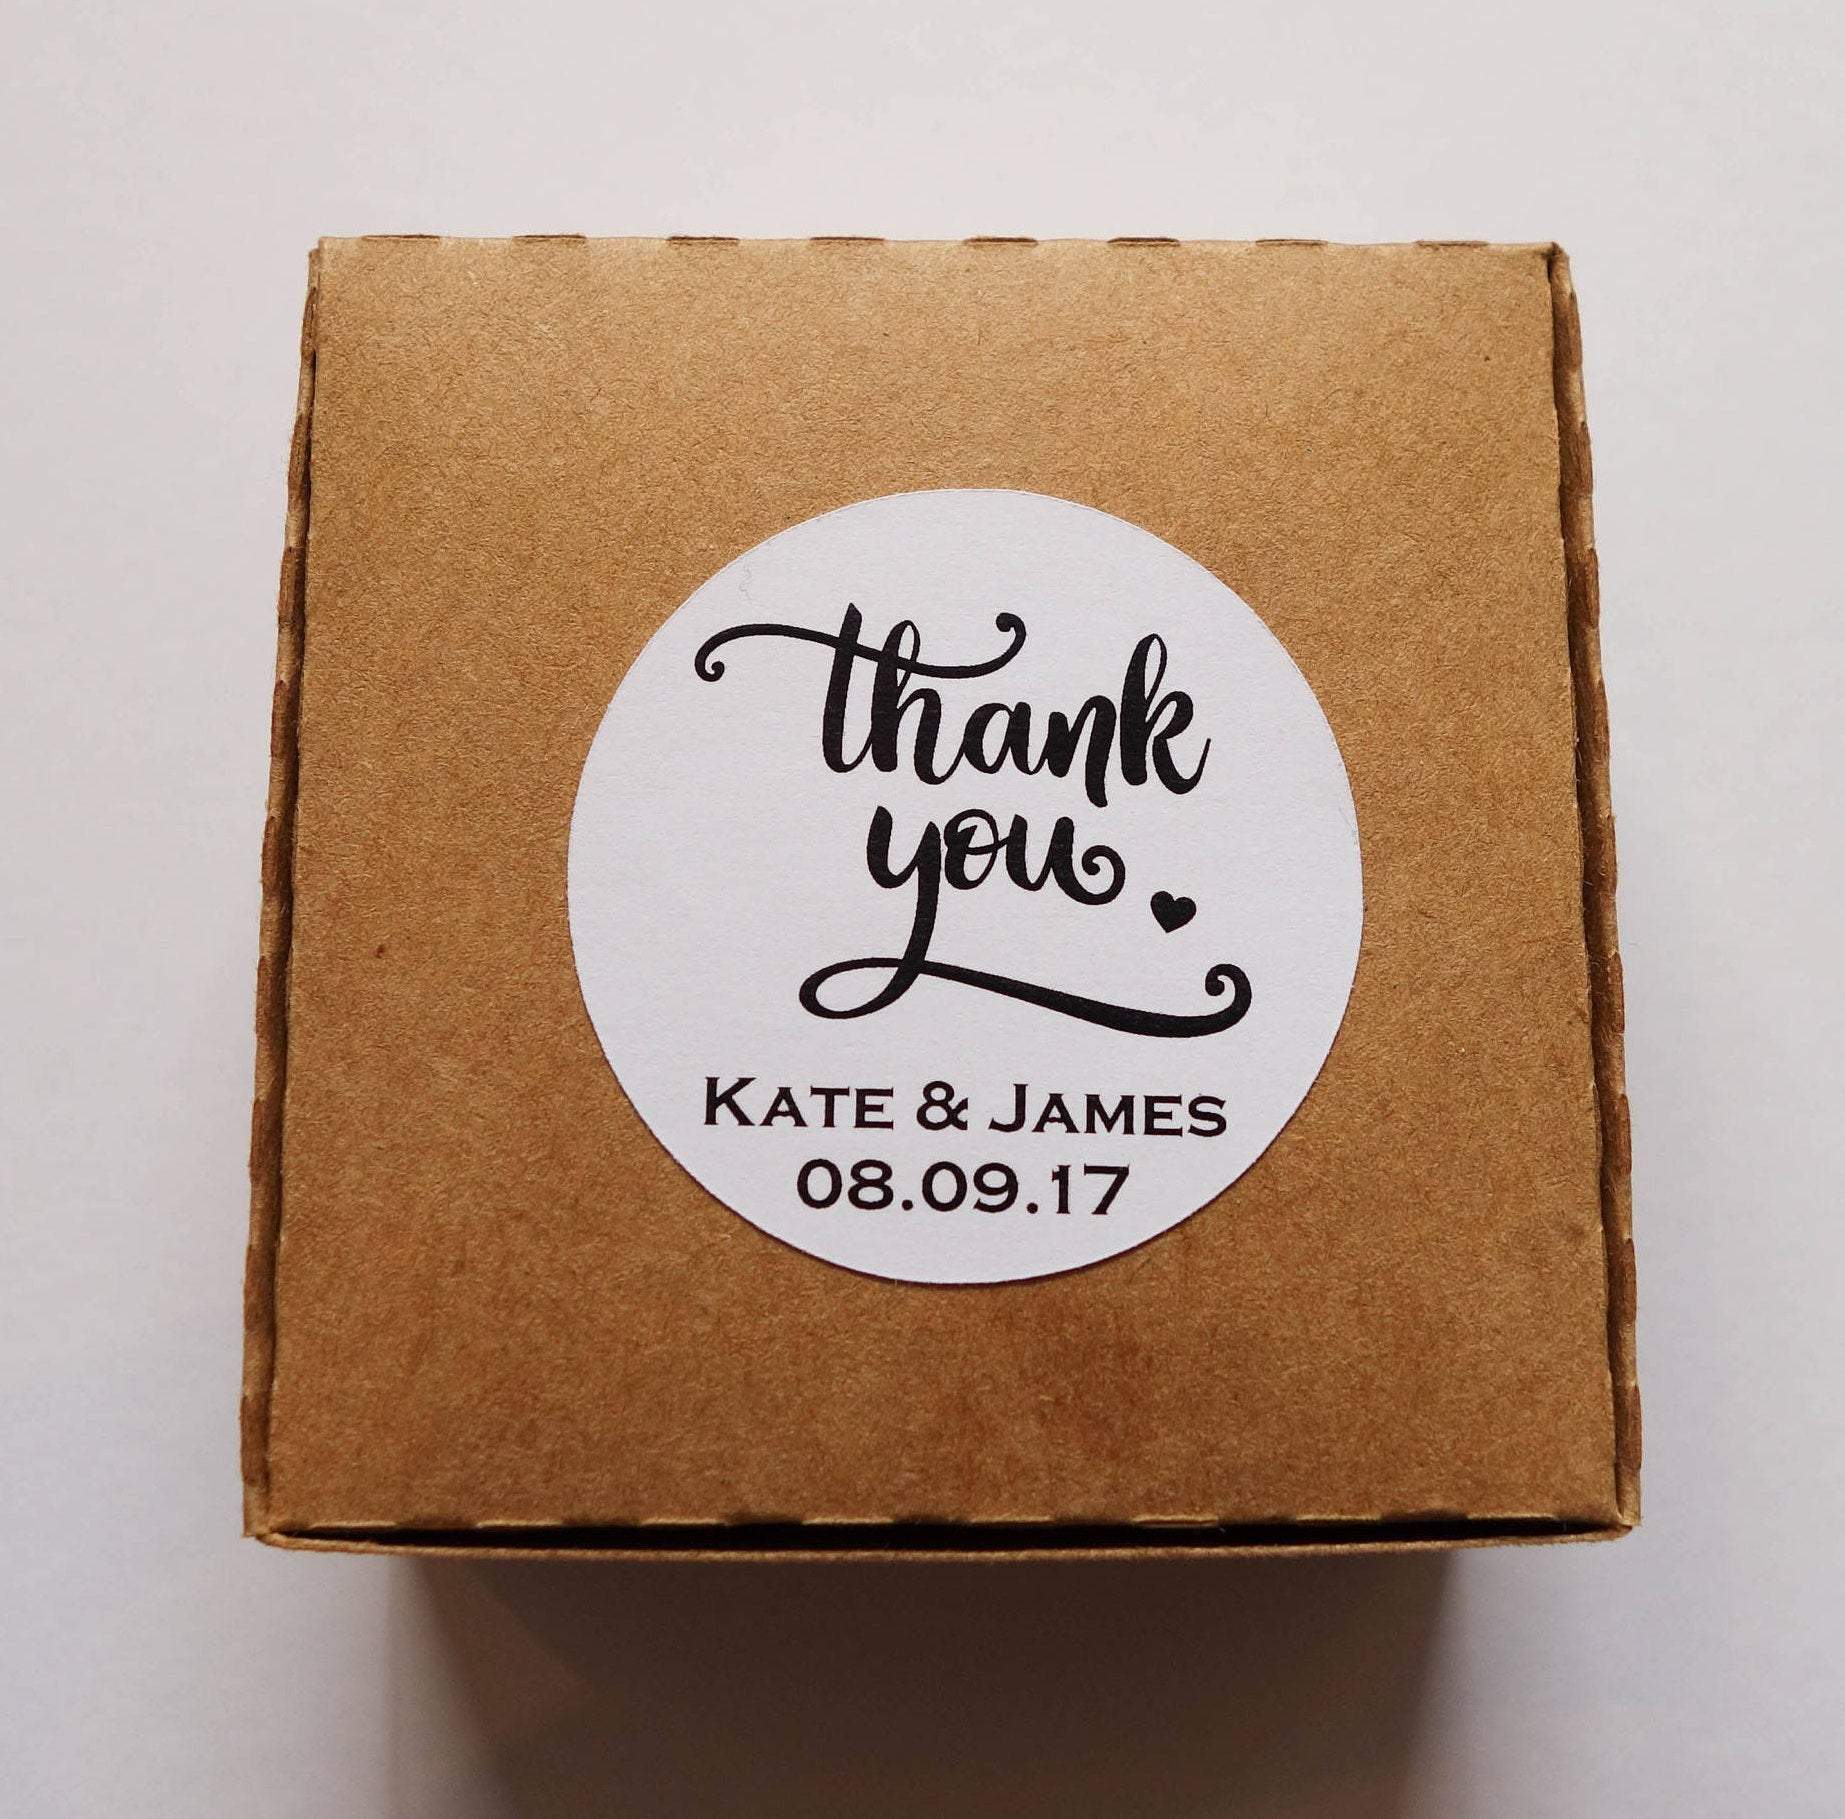 thank
you
KATE & JAMES
08.09.17